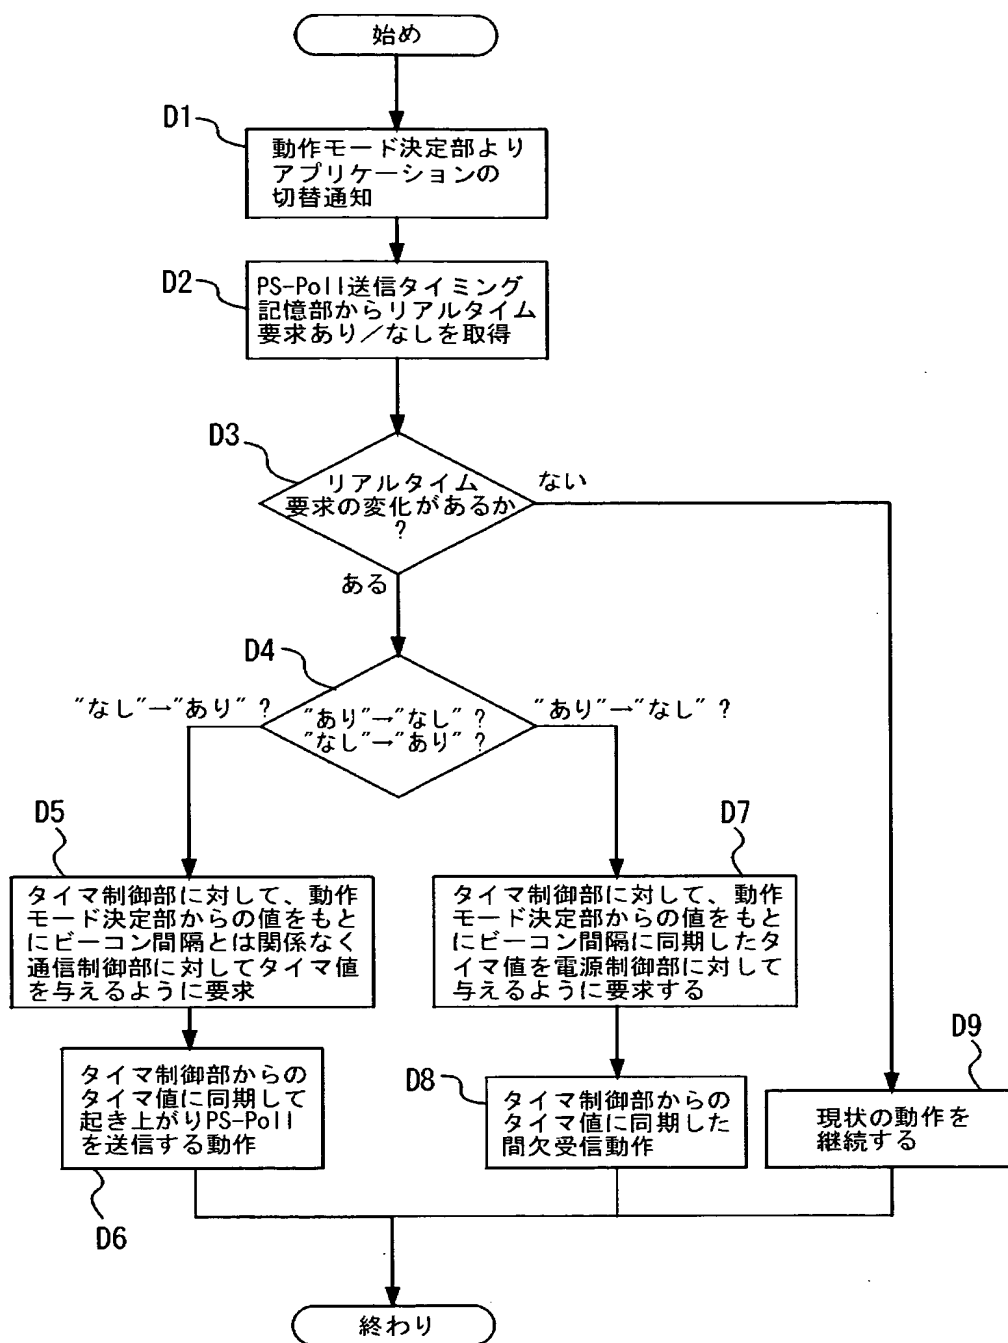 始め
D1
動作モード決定部より
アプリケーションの
切替通知
D2
PS-Poll送信タイミング
記憶部からリアルタイム
要求あり／なしを取得
D3
リアルタイム
要求の変化があるか
?
ない
ある
D4
"なし"→"あり" ?
"あり"→"なし" ?
"なし"→"あり" ?
"あり"→"なし" ?
D5
タイマ制御部に対して、動作
モード決定部からの値をもと
にビーコン間隔とは関係なく
通信制御部に対してタイマ値
を与えるように要求
D7
タイマ制御部に対して、動作
モード決定部からの値をもと
にビーコン間隔に同期したタ
イマ値を電源制御部に対して
与えるように要求する
D6
タイマ制御部からの
タイマ値に同期して
起き上がりPS-Poll
を送信する動作
D8
タイマ制御部からの
タイマ値に同期した
間欠受信動作
D9
現状の動作を
継続する
終わり